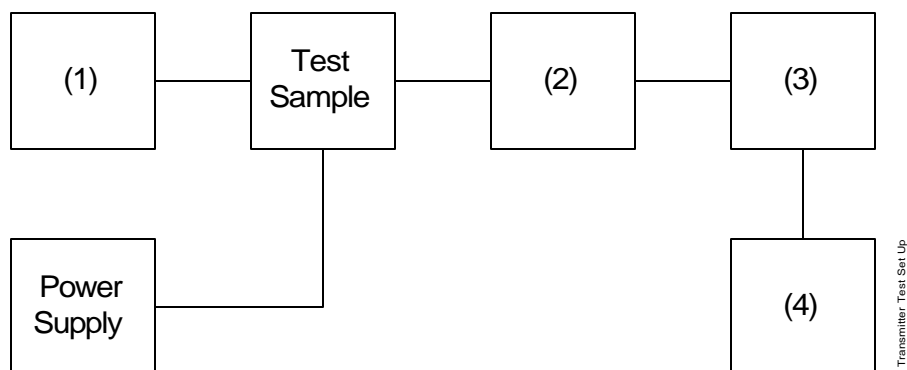 (1)
Test
Sample
(2)
(3)
Power
Supply
(4)
Transmitter Test Set Up